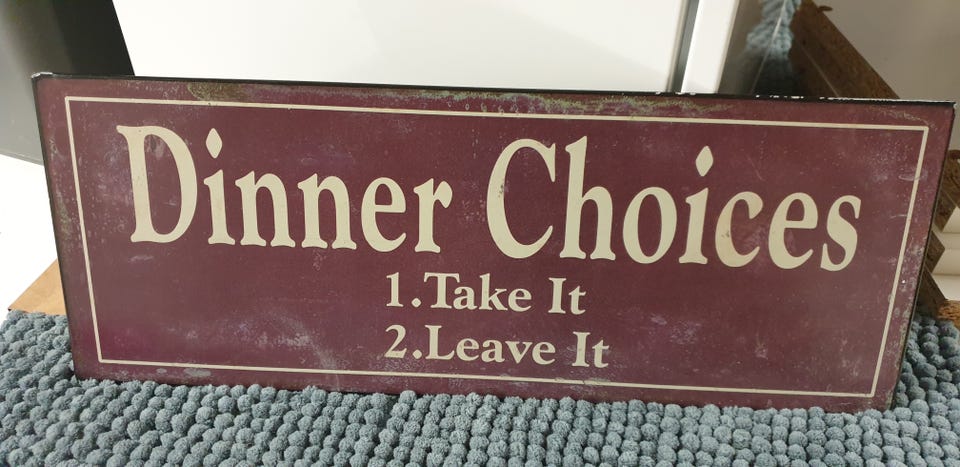 Dinner Choices
1.Take It
2.Leave It